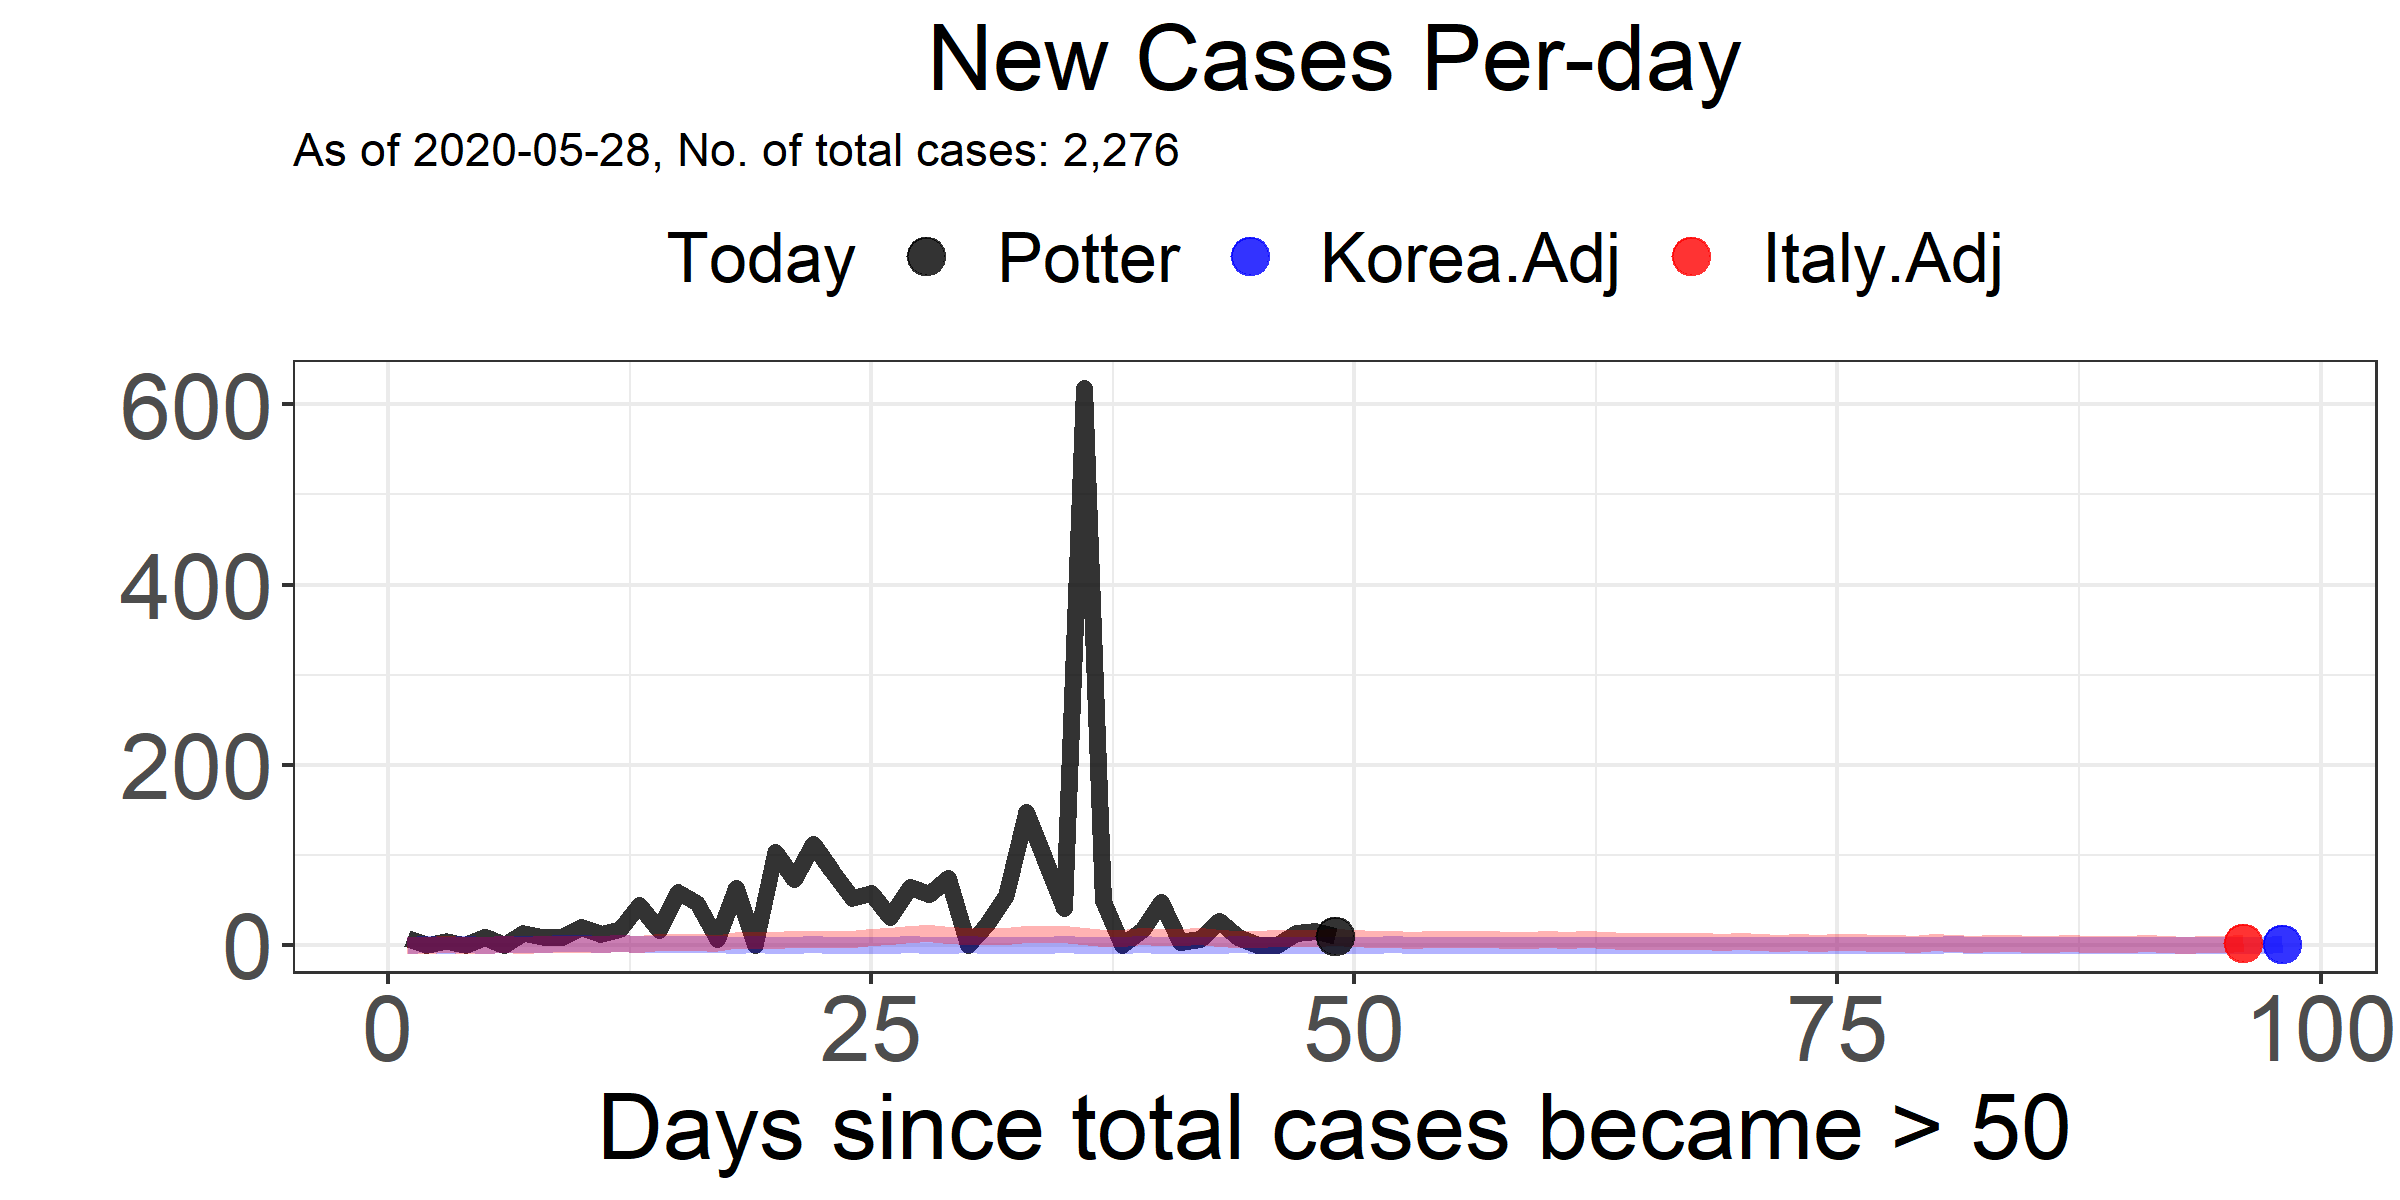 New Cases Per-day
As of 2020-05-28, No. of total cases: 2,276
Today Potter Korea.Adj Italy.Adj
600
400
200
0
0 25 50 75 100
Days since total cases became > 50